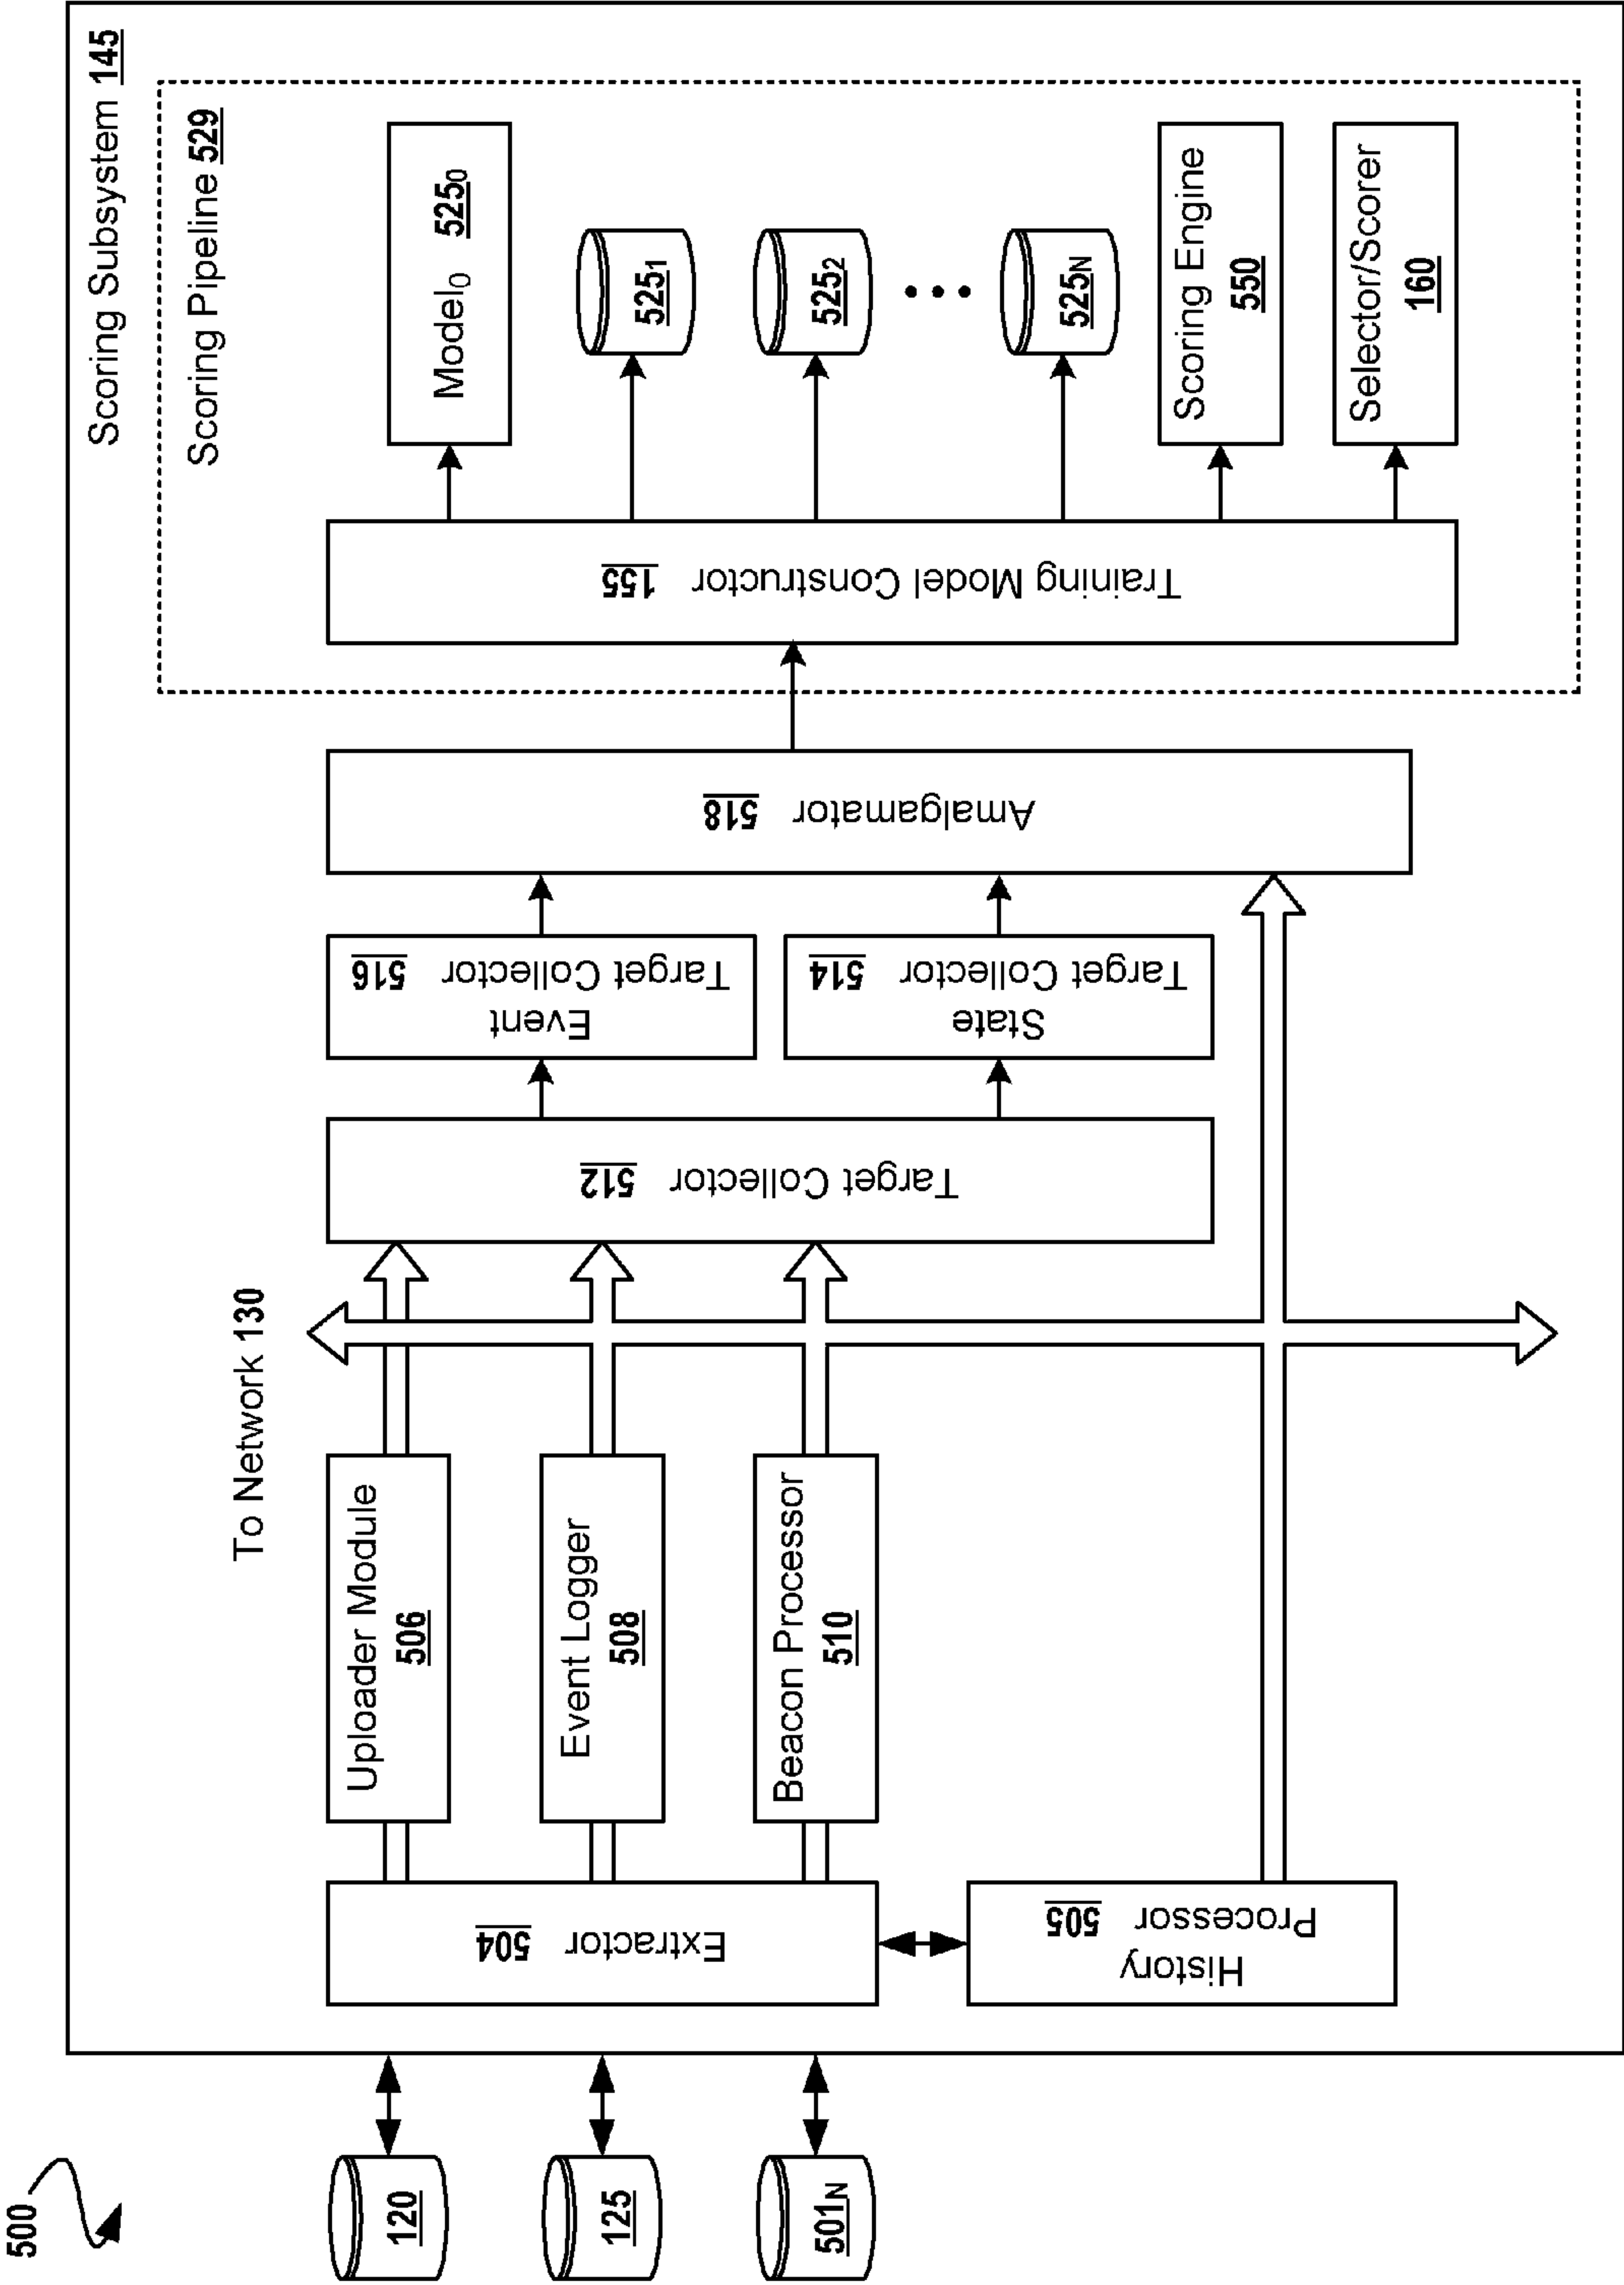 500
Scoring Subsystem 145
Scoring Pipeline 529
To Network 130
120
125
501N
Extractor 504
History
Processor 505
Uploader Module
506
Event Logger
508
Beacon Processor
510
Target Collector 512
Event
Target Collector 516
State
Target Collector 514
Amalgamator 518
Training Model Constructor 155
Model0 5250
5251
5252
525N
Scoring Engine
550
Selector/Scorer
160